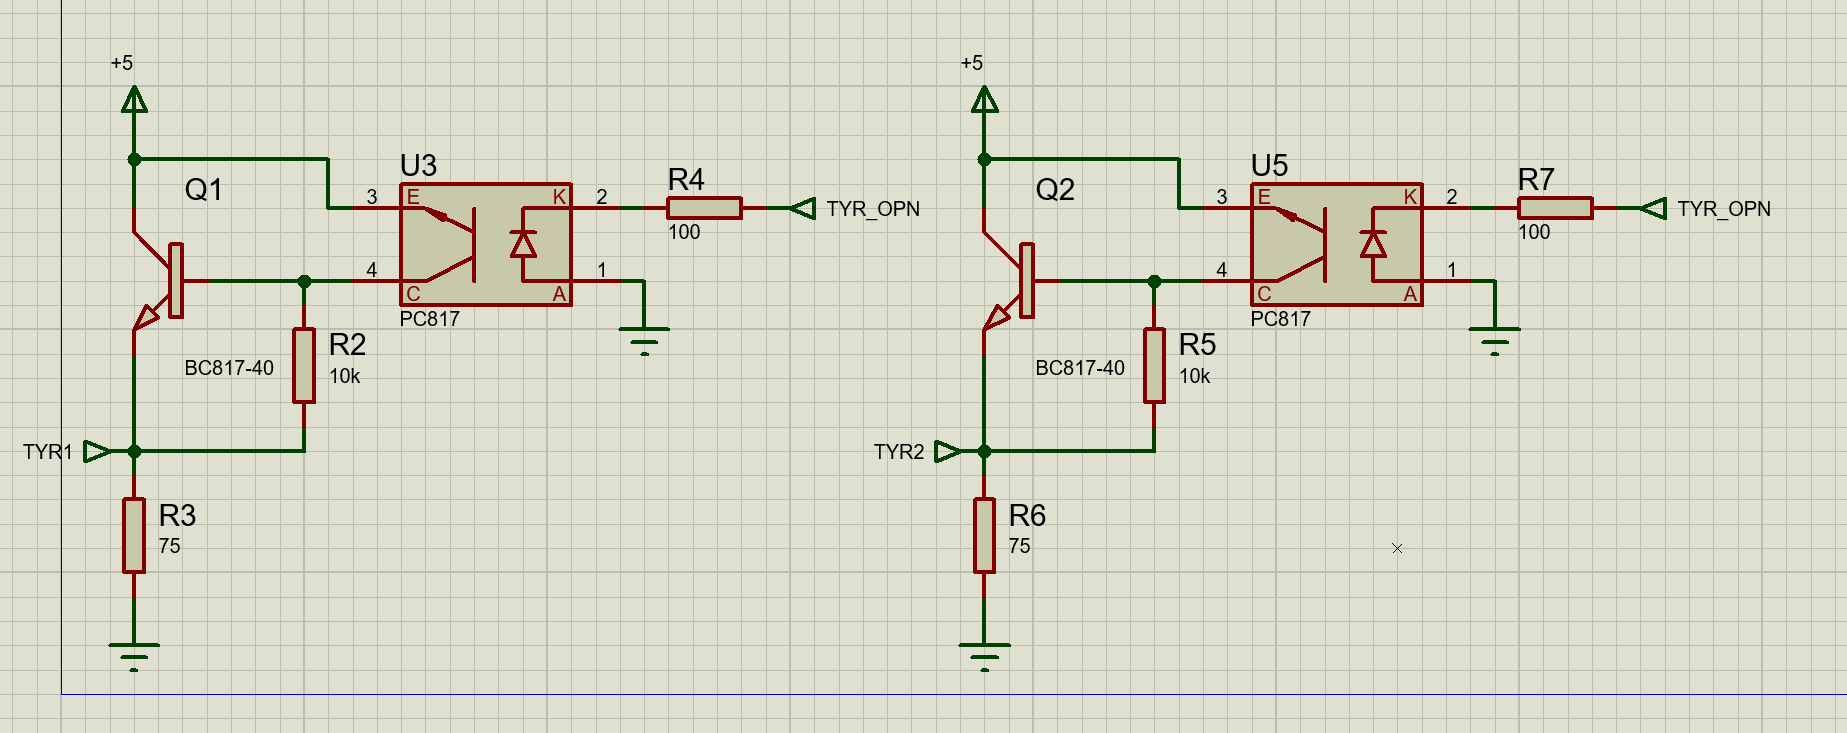 +5
Q1
U3
3
E
K
2
R4
TYR_OPN
100
4
C
A
1
PC817
BC817-40
R2
10k
TYR1
R3
75
+5
Q2
U5
3
E
K
2
R7
TYR_OPN
100
4
C
A
1
PC817
BC817-40
R5
10k
TYR2
R6
75